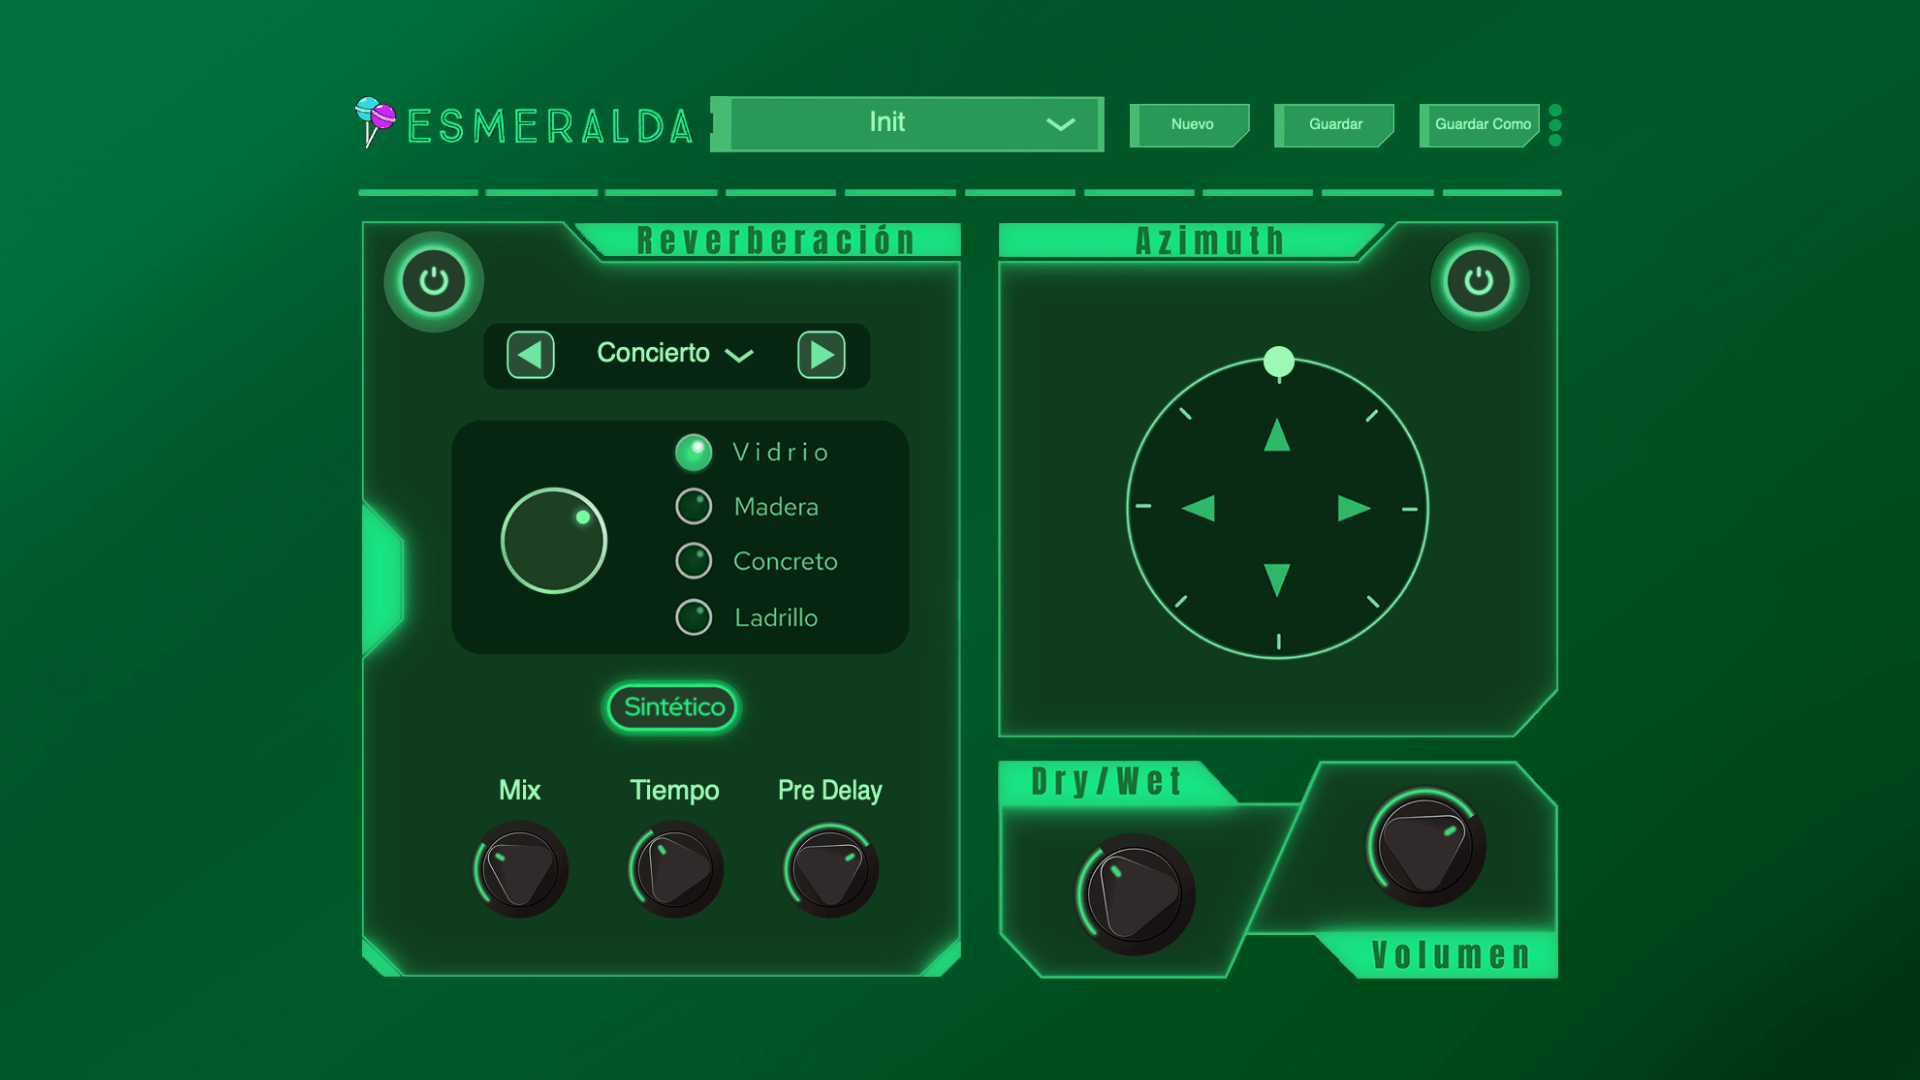 ESMERALDA
Init
Nuevo
Guardar
Guardar Como
Reverberación
Concierto
Vidrio
Madera
Concreto
Ladrillo
Sintético
Mix
Tiempo
Pre Delay
Azimuth
Dry/Wet
Volumen